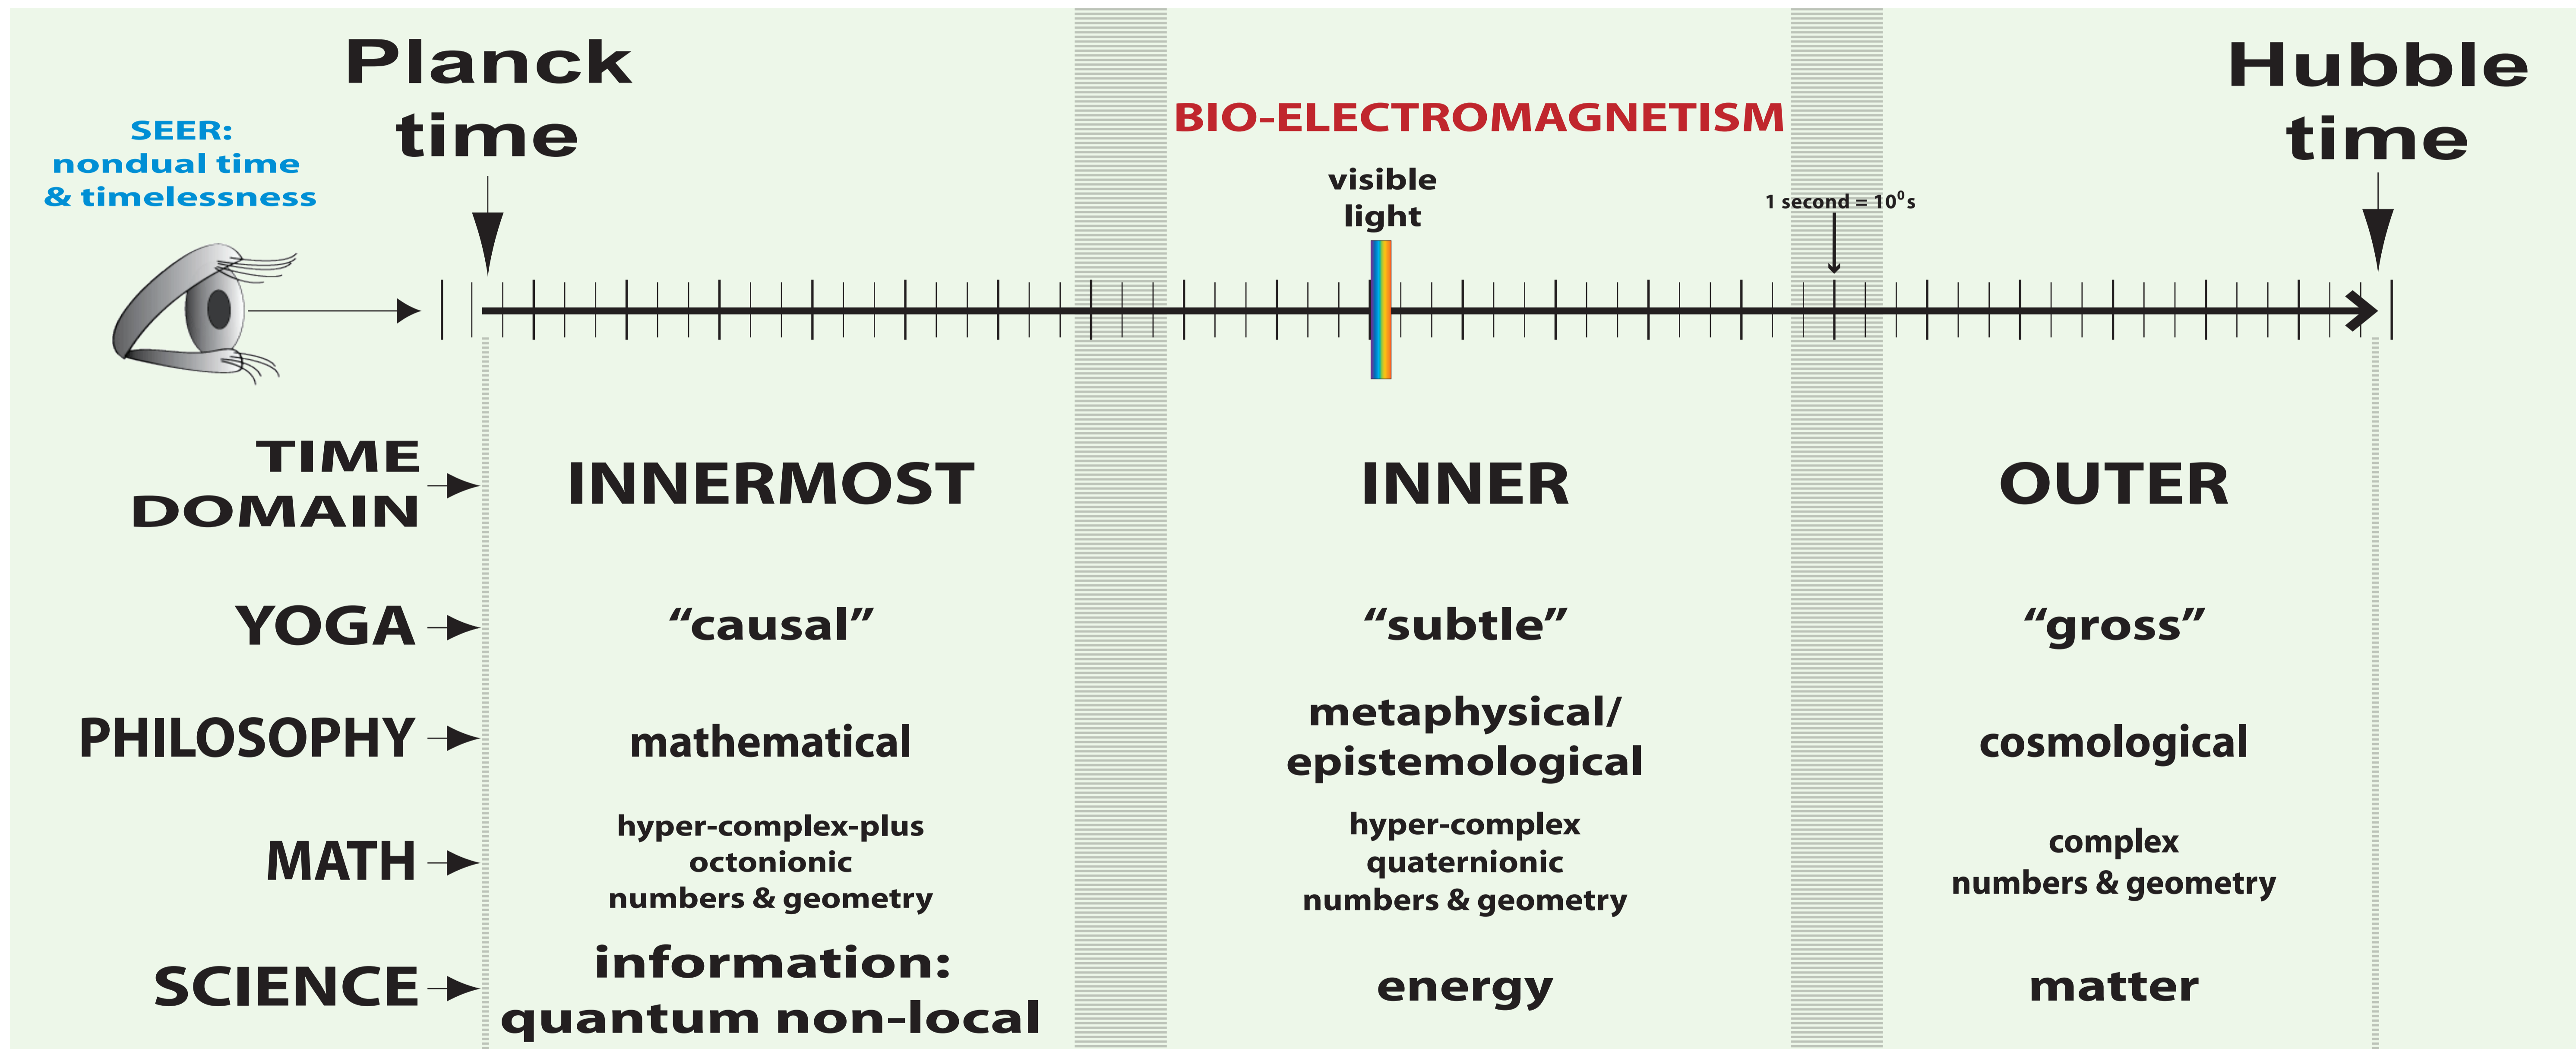 Planck
time
Hubble
time
SEER:
nondual time
& timelessness
BIO-ELECTROMAGNETISM
visible
light
1 second = 10⁰ s
TIME
DOMAIN
INNERMOST
INNER
OUTER
YOGA
“causal”
“subtle”
“gross”
PHILOSOPHY
mathematical
metaphysical/
epistemological
cosmological
MATH
hyper-complex-plus
octonionic
numbers & geometry
hyper-complex
quaternionic
numbers & geometry
complex
numbers & geometry
SCIENCE
information:
quantum non-local
energy
matter